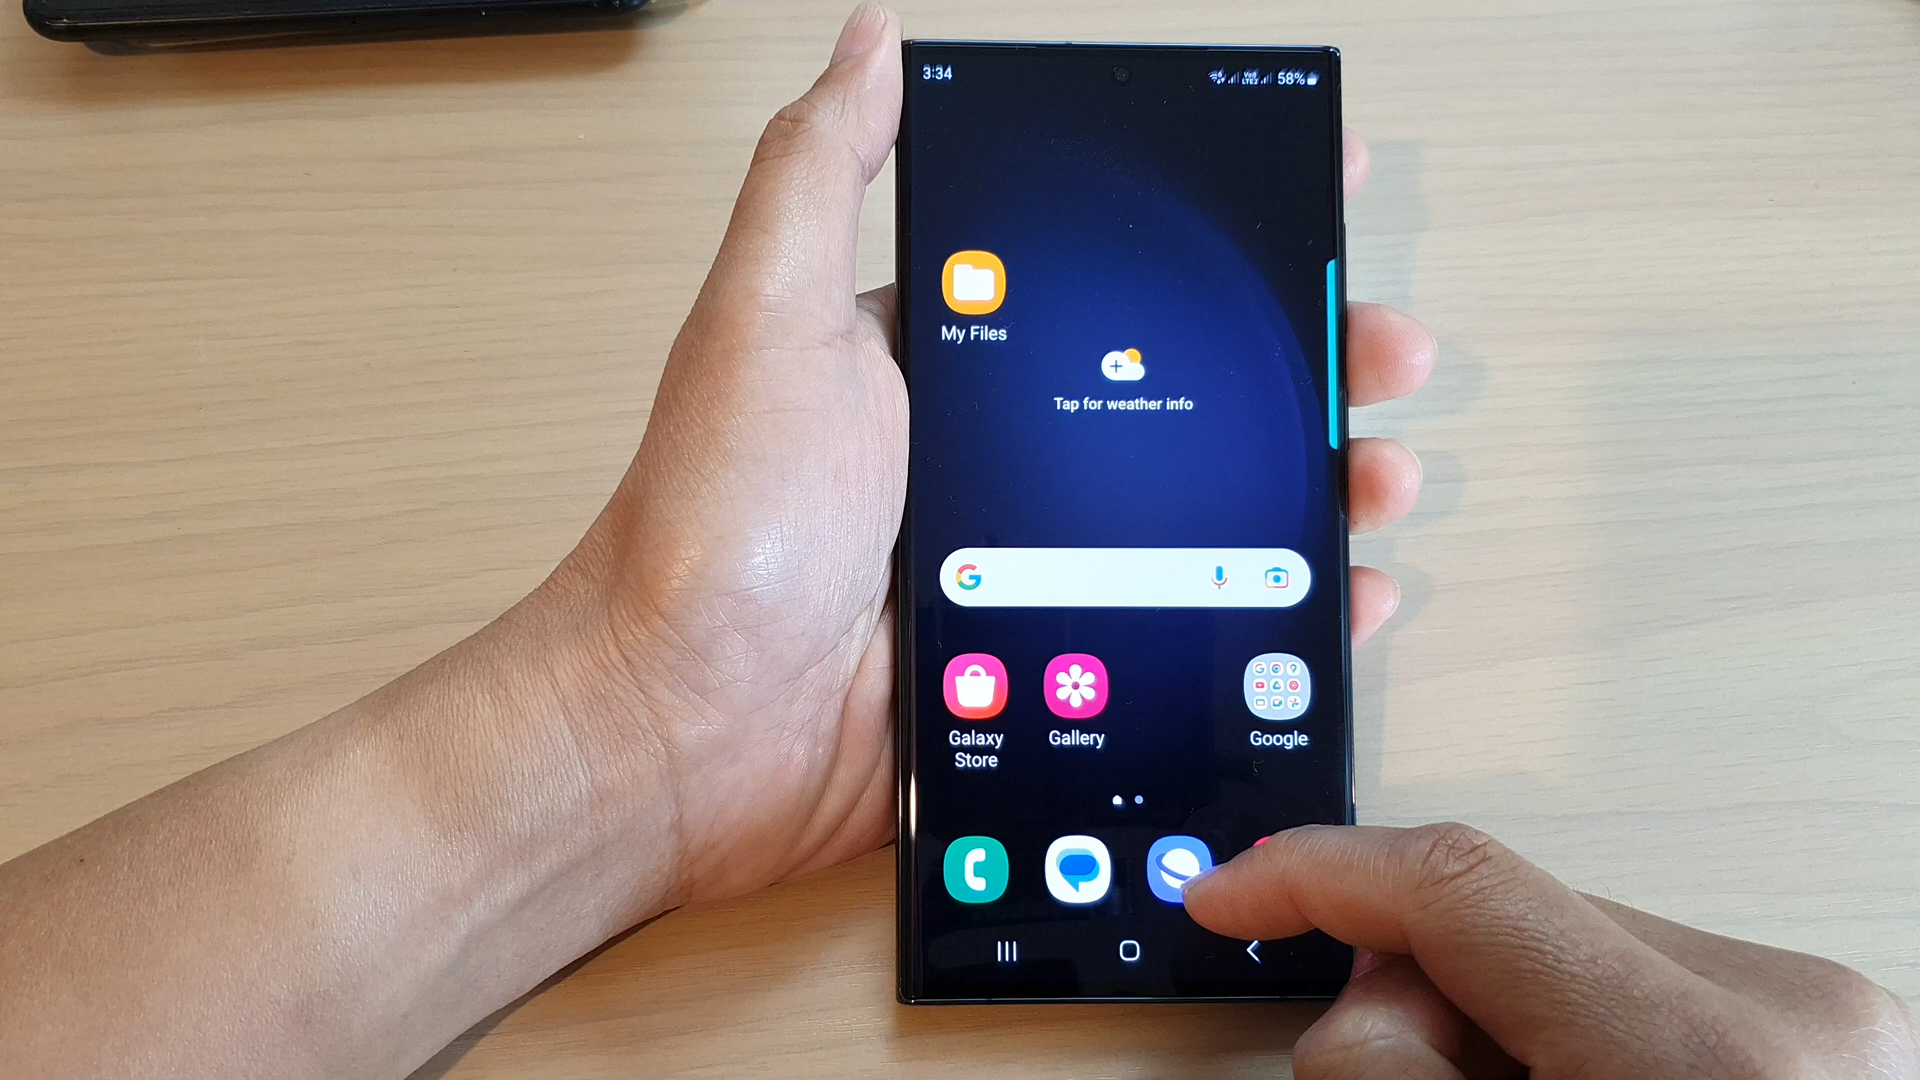 3:34
58%
My Files
Tap for weather info
Galaxy
Store
Gallery
Google